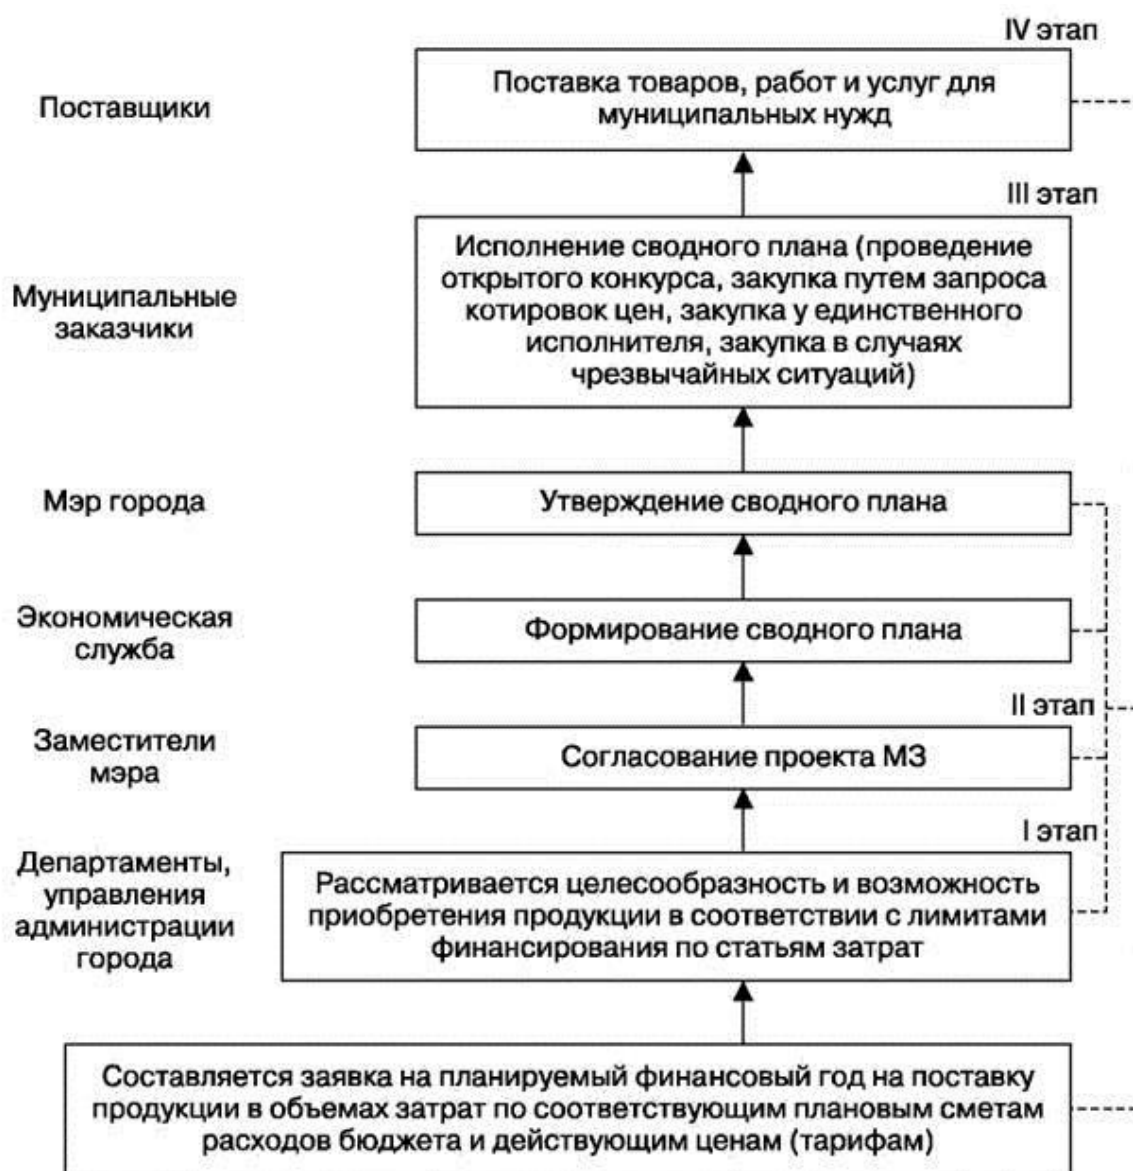 IV этап
Поставщики
Поставка товаров, работ и услуг для
муниципальных нужд
III этап
Муниципальные
заказчики
Исполнение сводного плана (проведение
открытого конкурса, закупка путем запроса
котировок цен, закупка у единственного
исполнителя, закупка в случаях
чрезвычайных ситуаций)
Мэр города
Утверждение сводного плана
Экономическая
служба
Формирование сводного плана
II этап
Заместители
мэра
Согласование проекта МЗ
I этап
Департаменты,
управления
администрации
города
Рассматривается целесообразность и возможность
приобретения продукции в соответствии с лимитами
финансирования по статьям затрат
Составляется заявка на планируемый финансовый год на поставку
продукции в объемах затрат по соответствующим плановым сметам
расходов бюджета и действующим ценам (тарифам)